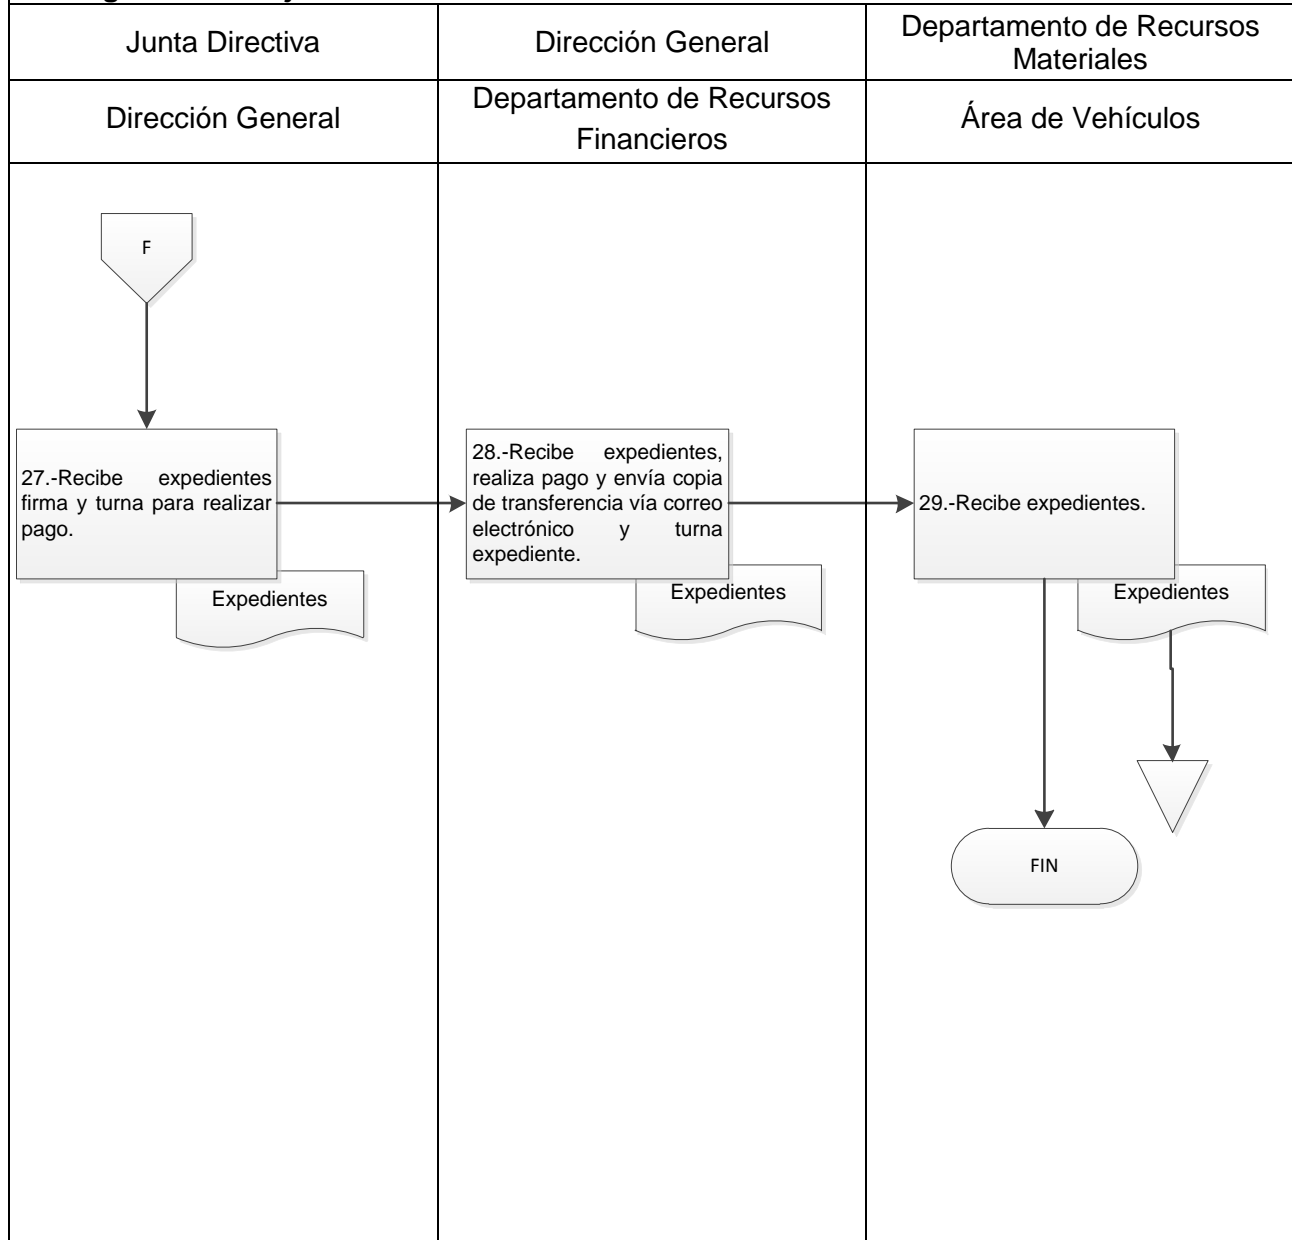 Junta Directiva
Dirección General
Departamento de Recursos
Materiales
Dirección General
Departamento de Recursos
Financieros
Área de Vehículos
F
27.-Recibe expedientes
firma y turna para realizar
pago.
Expedientes
28.-Recibe expedientes,
realiza pago y envía copia
de transferencia vía correo
electrónico y turna
expediente.
Expedientes
29.-Recibe expedientes.
Expedientes
FIN